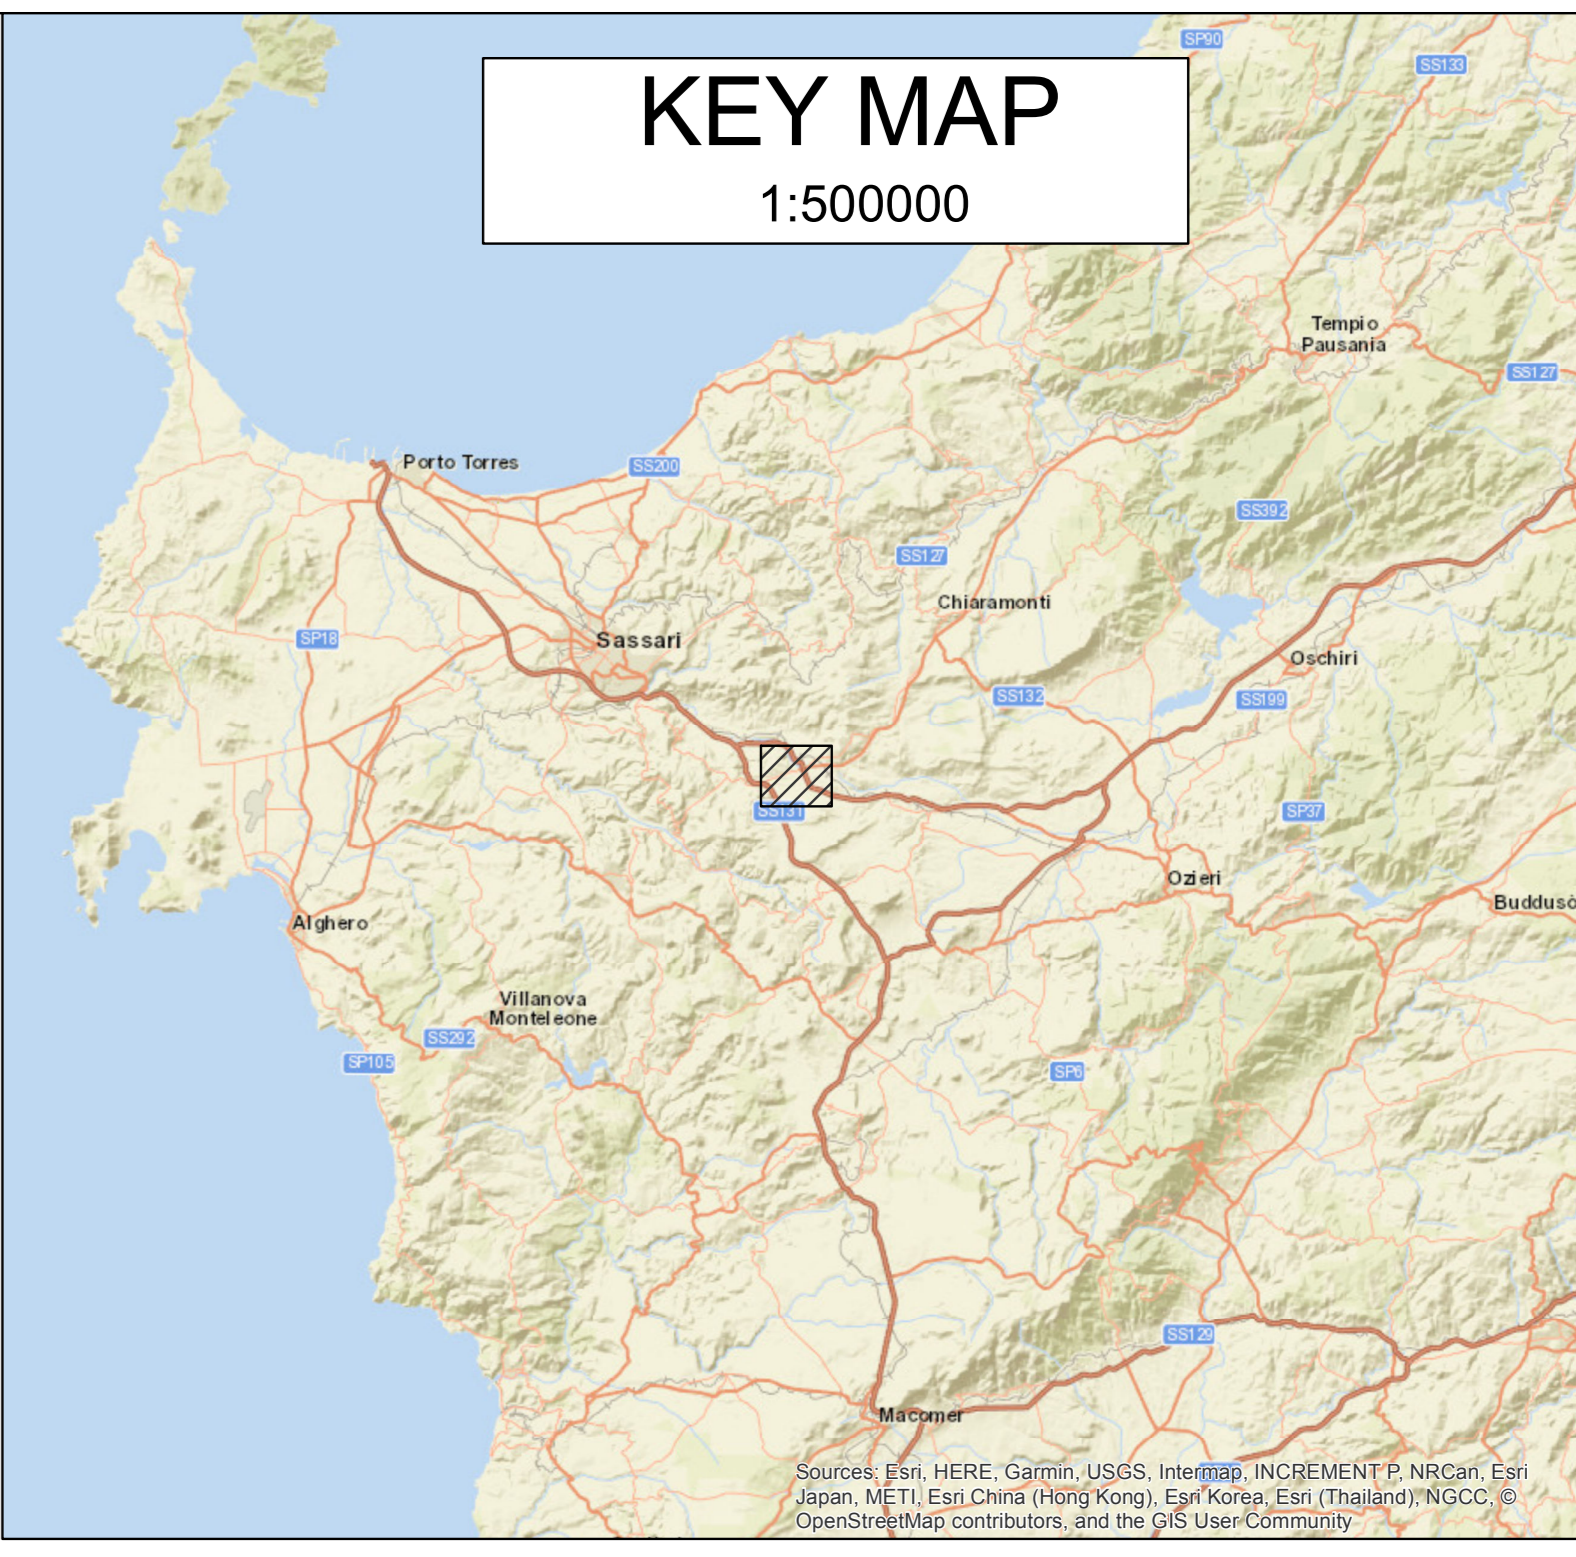 SP90
SS133
KEY MAP
1:500000
Tempio
Pausania
SS127
Porto Torres
SS200
SS392
SS127
Chiaramonti
SP18
Sassari
Oschiri
SS132
SS199
SS131
SP37
Ozieri
Buddusò
Alghero
Villanova
Monteleone
SS292
SP105
SP6
SS129
Macomer
Sources: Esri, HERE, Garmin, USGS, Intermap, INCREMENT P, NRCan, Esri
Japan, METI, Esri China (Hong Kong), Esri Korea, Esri (Thailand), NGCC, ©
OpenStreetMap contributors, and the GIS User Community